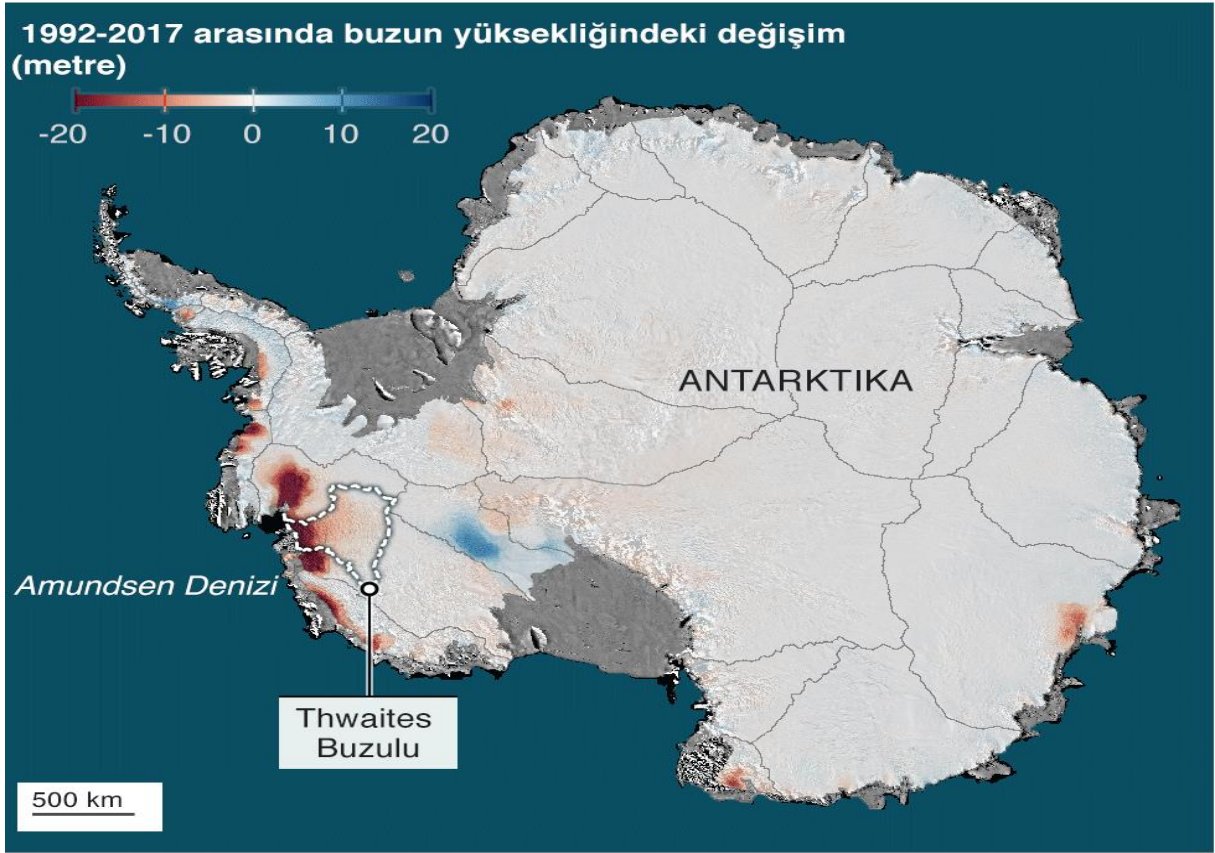 1992-2017 arasında buzun yüksekliğindeki değişim
(metre)
-20 -10 0 10 20
ANTARKTIKA
Amundsen Denizi
Thwaites
Buzulu
500 km